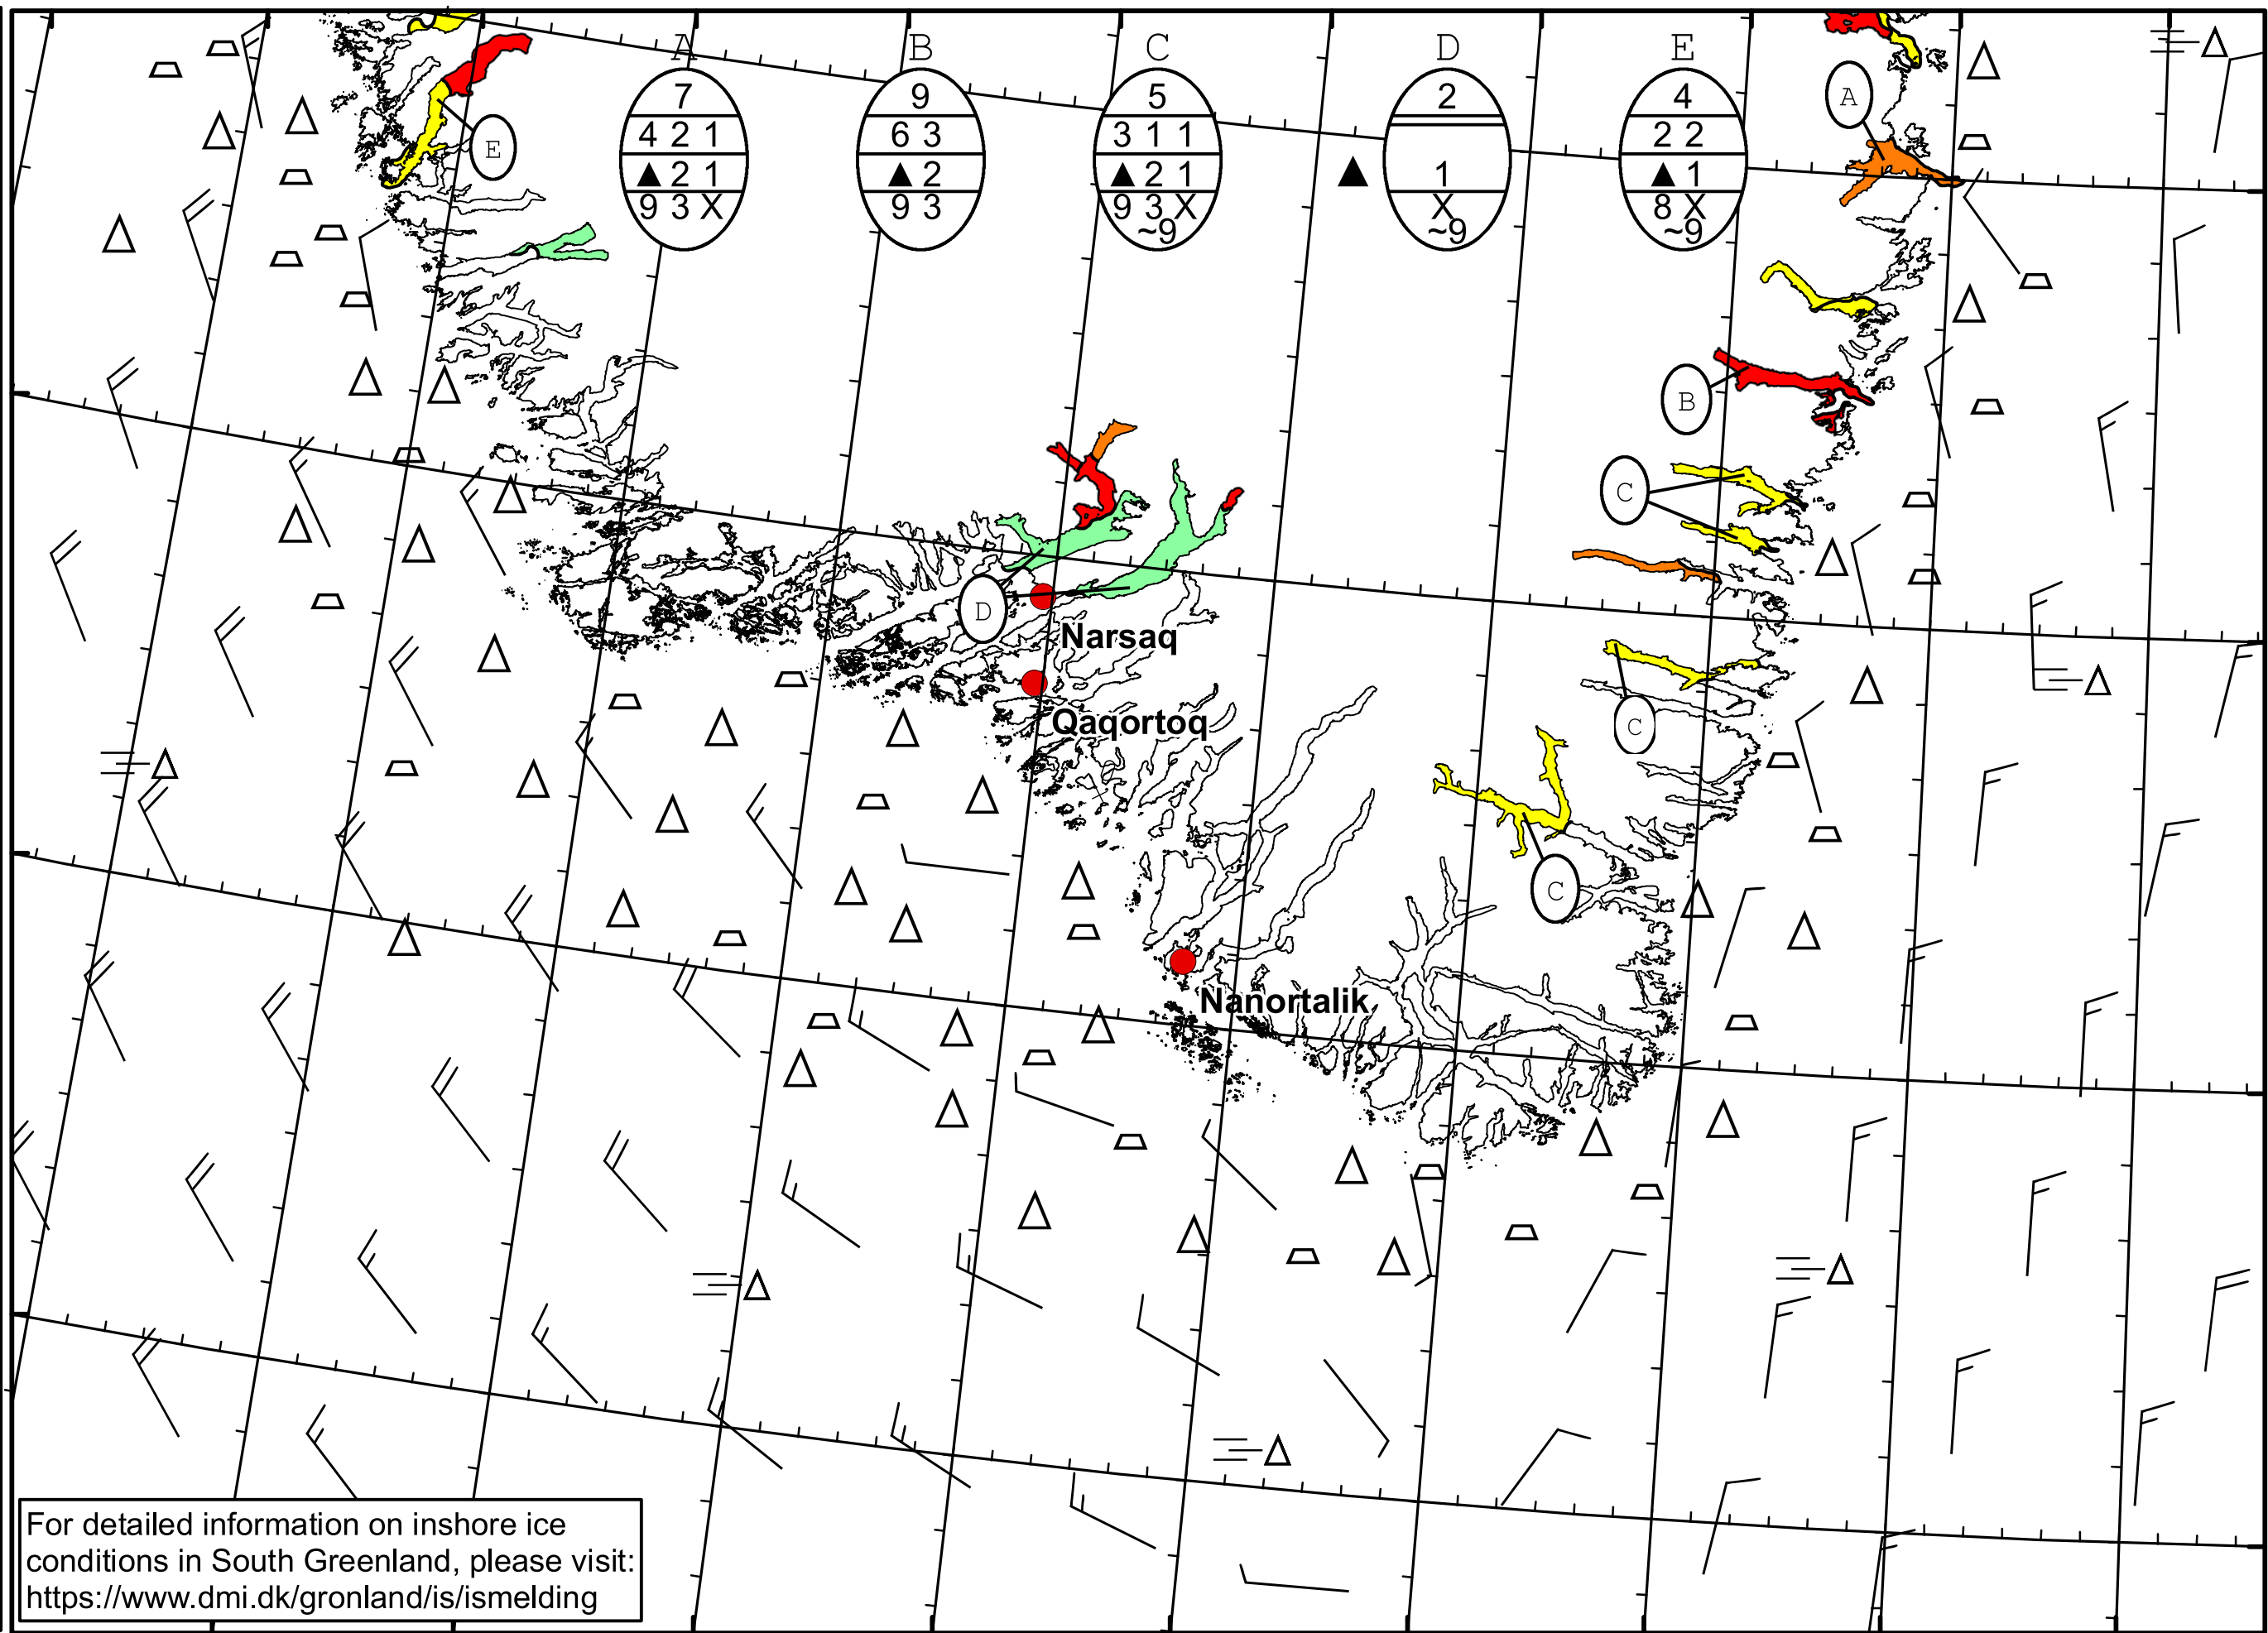 A B C D E
7
4 2 1
▲ 2 1
9 3 X
9
6 3
▲ 2
9 3
5
3 1 1
▲ 2 1
9 3 X
~9
2
▲ 1
X
~9
4
2 2
▲ 1
8 X
~9
A
E
B
C
D
Narsaq
C
Qaqortoq
C
Nanortalik
For detailed information on inshore ice
conditions in South Greenland, please visit:
https://www.dmi.dk/gronland/is/ismelding